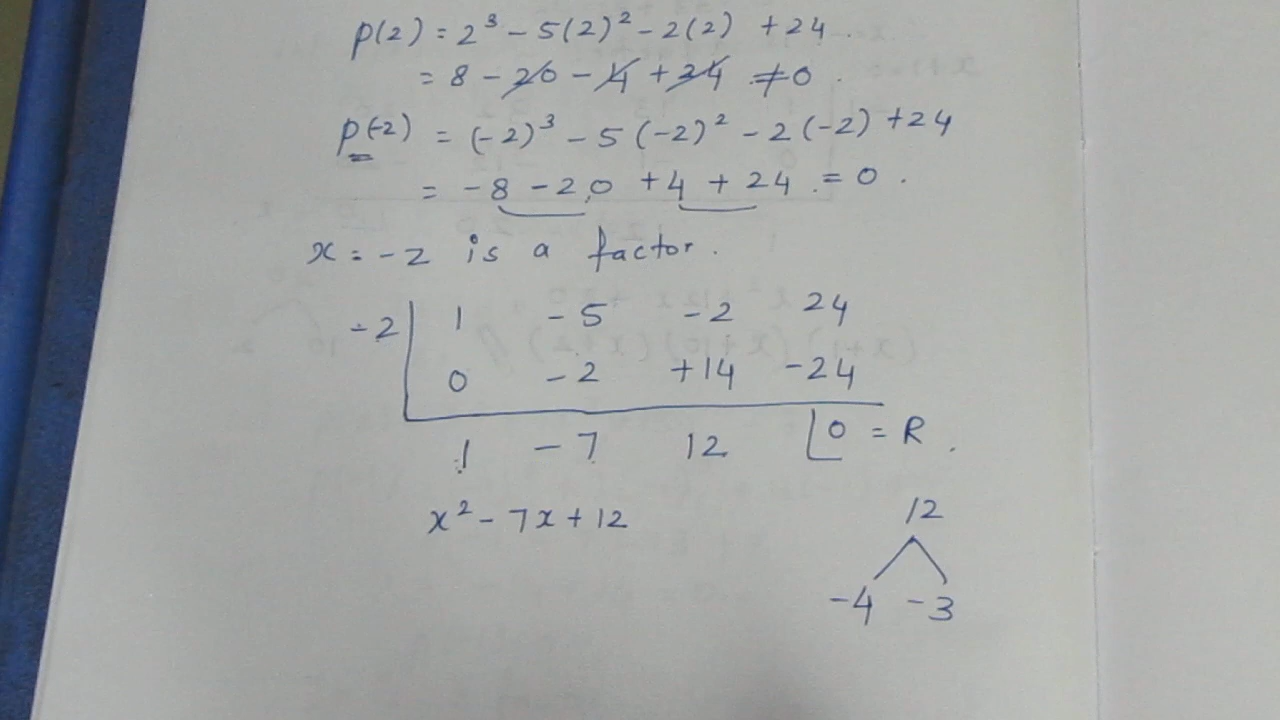 p(2) = 2³ - 5(2)² - 2(2) + 24.
= 8 - 20 - 4 + 24 ≠ 0.
p(-2) = (-2)³ - 5(-2)² - 2(-2) + 24
= -8 - 20 + 4 + 24 = 0.
x = -2 is a factor.
-2 | 1 -5 -2 24
0 -2 +14 -24
1 -7 12 |0 = R.
x² - 7x + 12
12
-4 -3